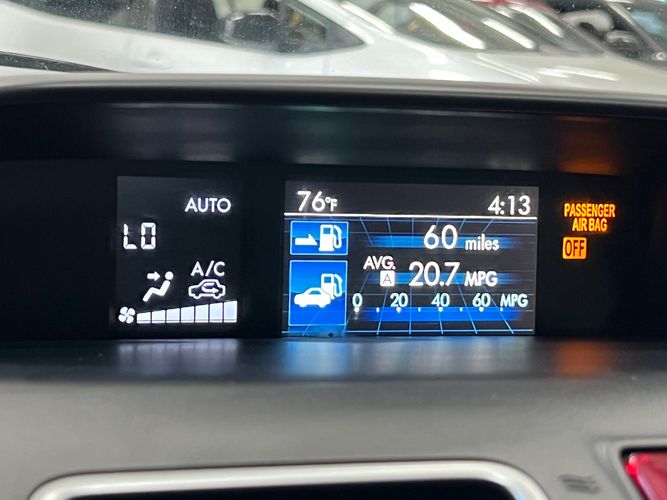 AUTO
LO
A/C
76°F 4:13
60 miles
AVG.
A 20.7 MPG
0 20 40 60 MPG
PASSENGER
AIR BAG
OFF